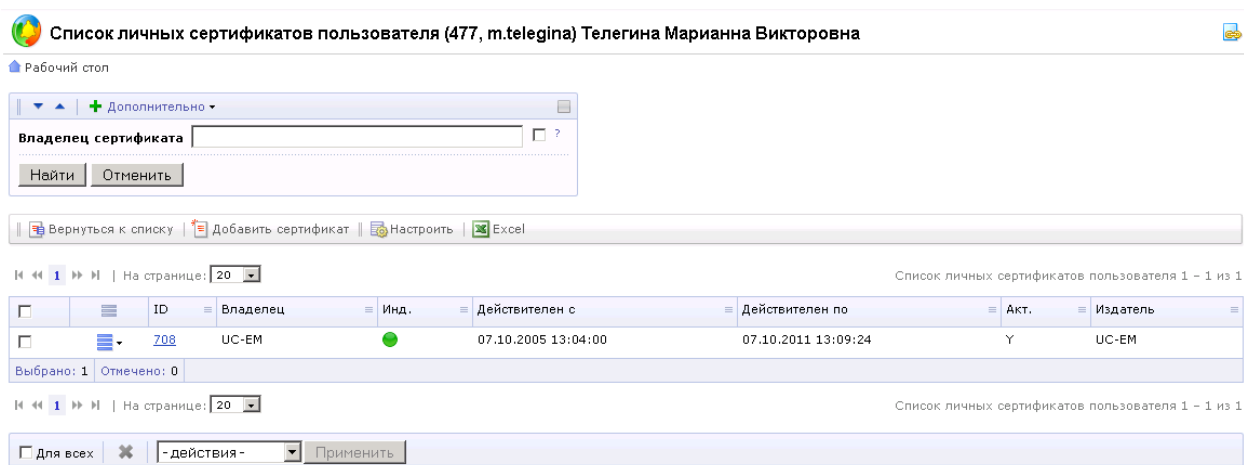 Список личных сертификатов пользователя (477, m.telegina) Телегина Марианна Викторовна
Рабочий стол
Дополнительно
Владелец сертификата ?
Найти Отменить
Вернуться к списку | Добавить сертификат Настроить | Excel
1 | На странице: 20 Список личных сертификатов пользователя 1 – 1 из 1
ID Владелец Инд. Действителен с Действителен по Акт. Издатель
708 UC-EM 07.10.2005 13:04:00 07.10.2011 13:09:24 Y UC-EM
Выбрано: 1 Отмечено: 0
1 | На странице: 20 Список личных сертификатов пользователя 1 – 1 из 1
Для всех - действия - Применить